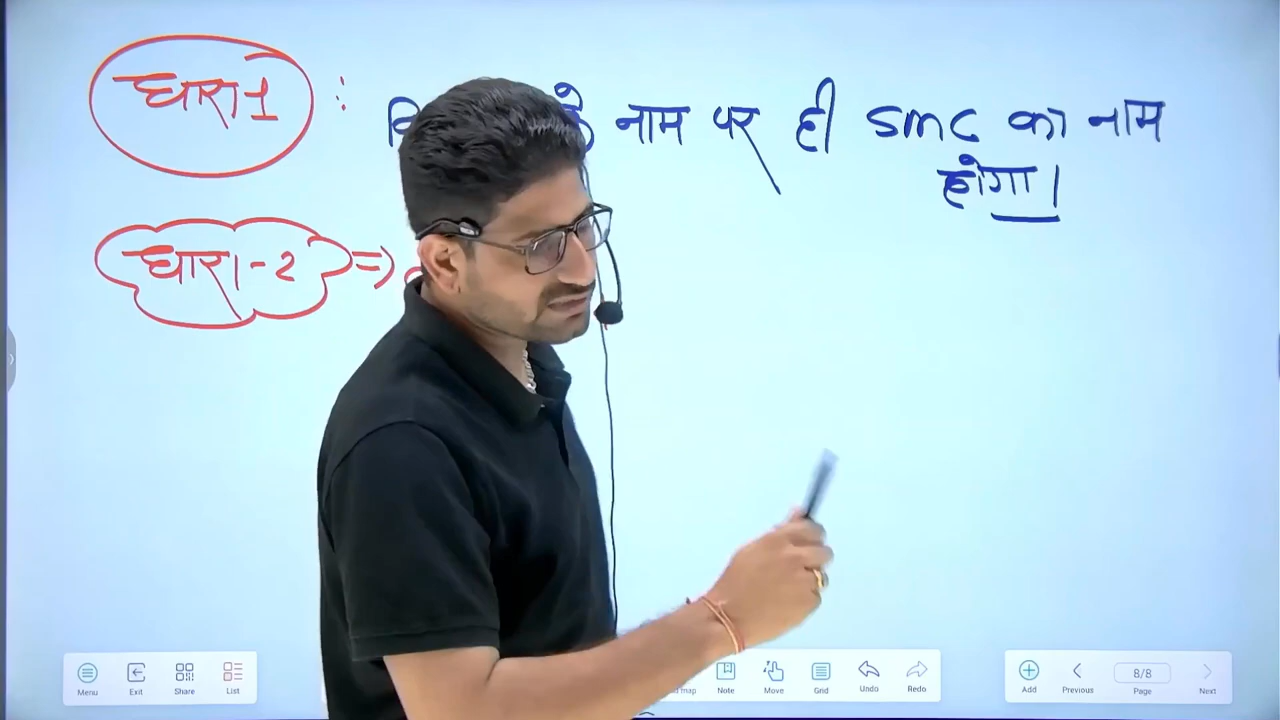 धारा-1 :
के नाम पर ही SMC का नाम
होगा।
धारा-2 =>
Menu
Exit
Share
List
Note
Move
Grid
Undo
Redo
Add
Previous
8/8
Page
Next